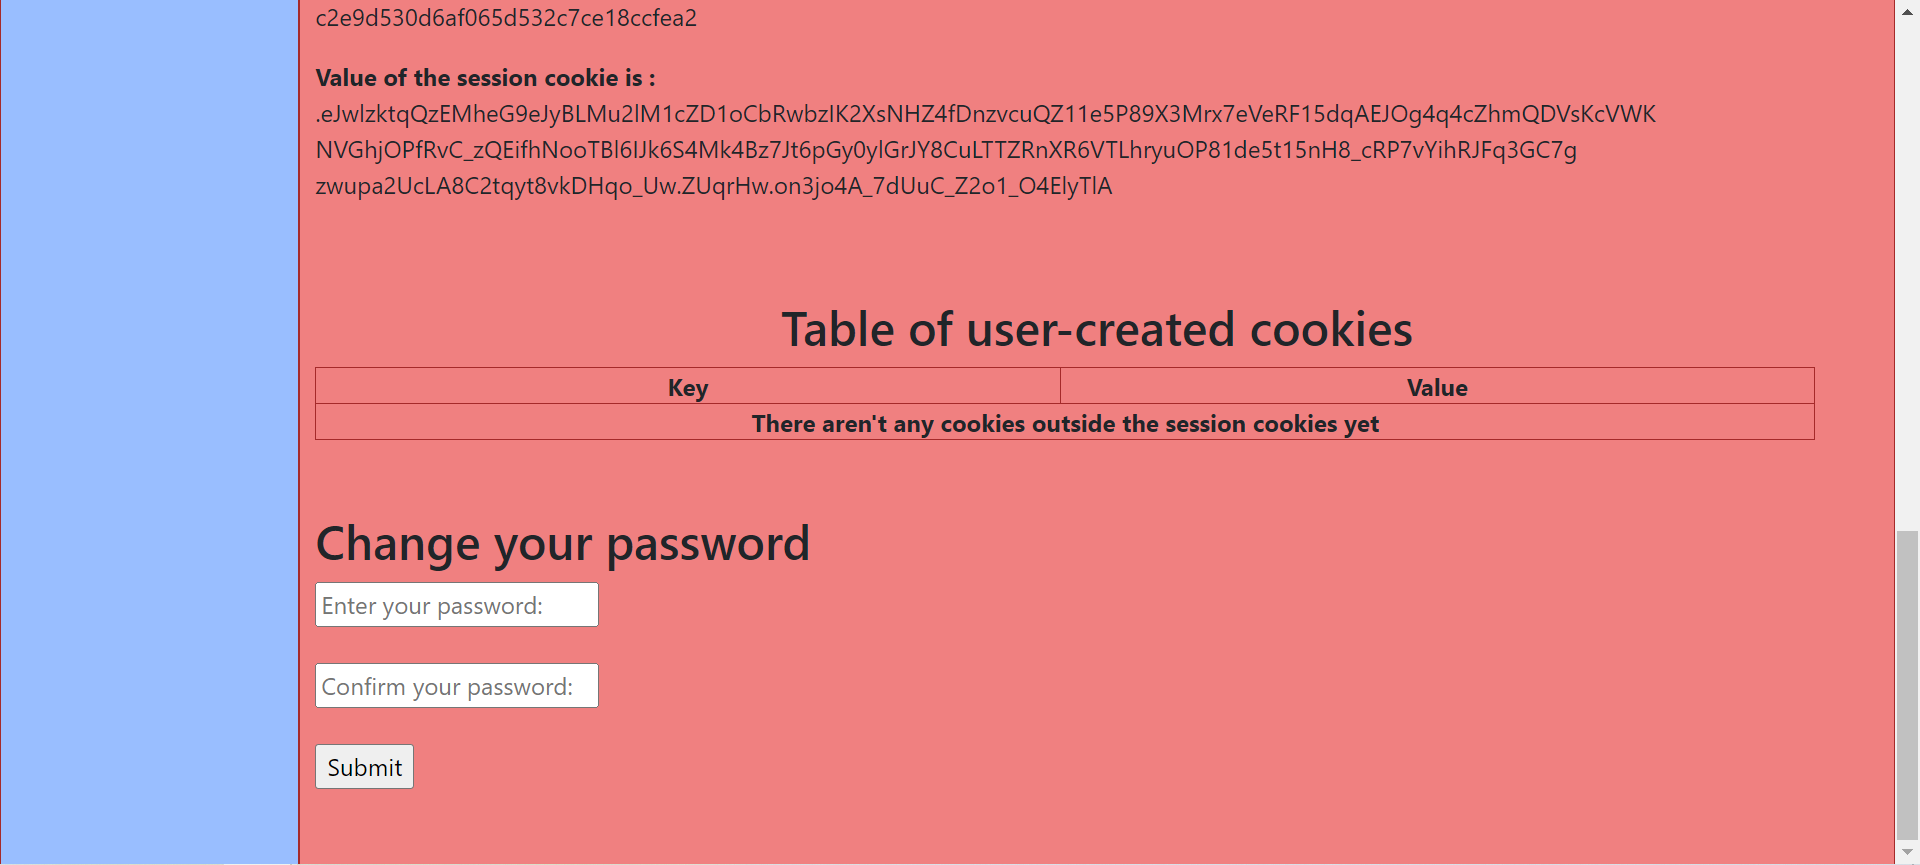 c2e9d530d6af065d532c7ce18ccfea2
Value of the session cookie is :
.eJwlzktqQzEMheG9eJyBLMu2lM1cZD1oCbRwbzIK2XsNHZ4fDnzvcuQZ11e5P89X3Mrx7eVeRF15dqAEJOg4q4cZhmQDVsKcVWK
NVGhjOPfRvC_zQEifhNooTBl6IJk6S4Mk4Bz7Jt6pGy0ylGrJY8CuLTTZRnXR6VTLhryuOP81de5t15nH8_cRP7vYihRJFq3GC7g
zwupa2UcLA8C2tqyt8vkDHqo_Uw.ZUqrHw.on3jo4A_7dUuC_Z2o1_O4ElyTlA
Table of user-created cookies
Key Value
There aren't any cookies outside the session cookies yet
Change your password
Enter your password:
Confirm your password:
Submit